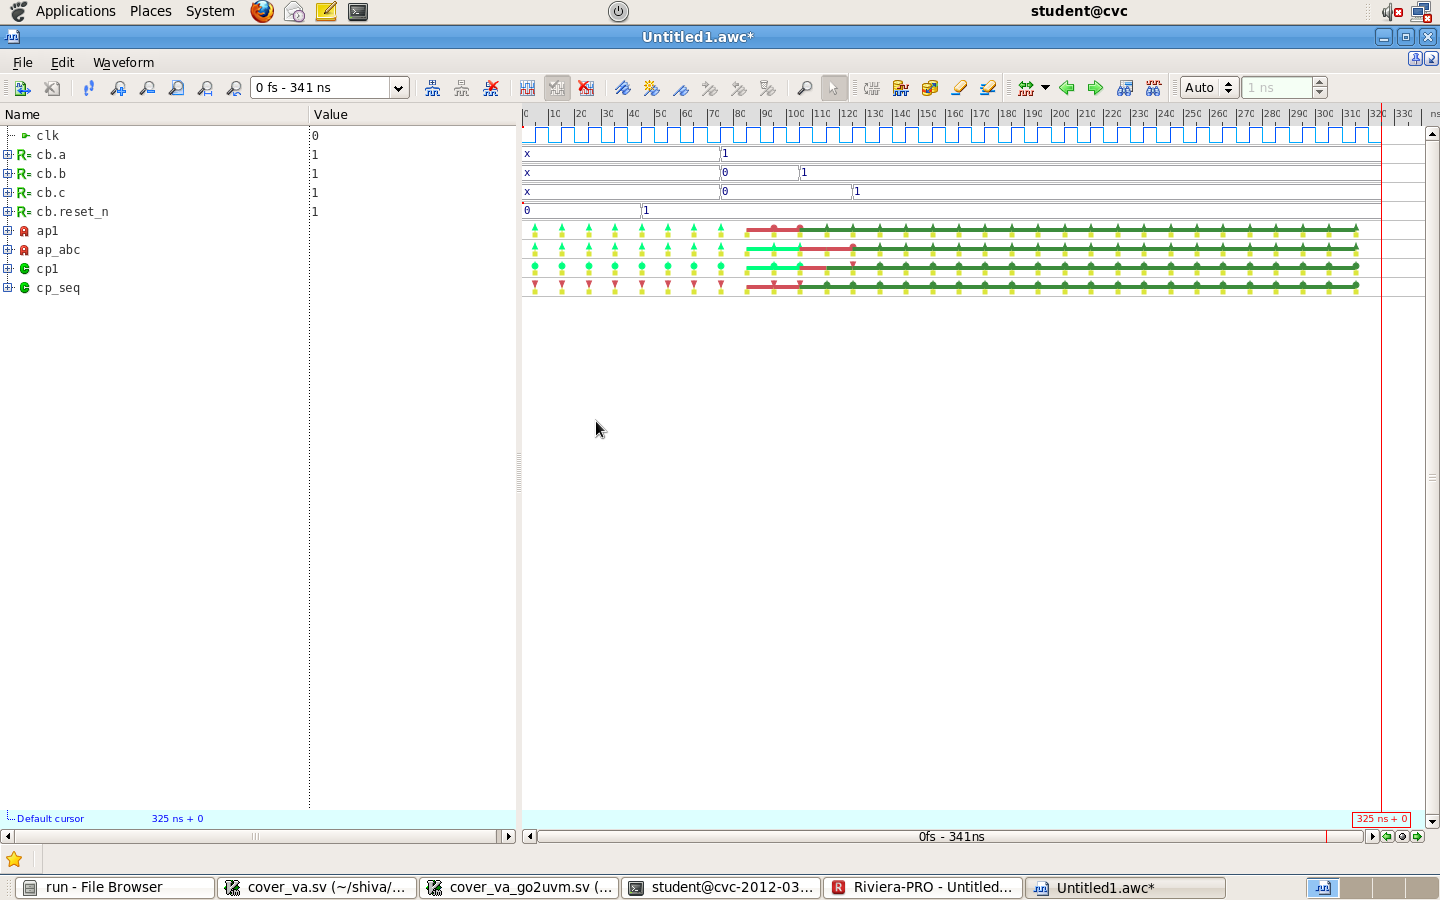 Applications Places System student@cvc
Untitled1.awc*
File Edit Waveform
0 fs - 341 ns Auto 1 ns
Name Value 0 10 20 30 40 50 60 70 80 90 100 110 120 130 140 150 160 170 180 190 200 210 220 230 240 250 260 270 280 290 300 310 320 330 ns
clk 0
cb.a 1 x 1
cb.b 1 x 0 1
cb.c 1 x 0 1
cb.reset_n 1 0 1
ap1
ap_abc
cp1
cp_seq
Default cursor 325 ns + 0 325 ns + 0
0fs - 341ns
run - File Browser cover_va.sv (~/shiva/... cover_va_go2uvm.sv (... student@cvc-2012-03... Riviera-PRO - Untitled... Untitled1.awc*